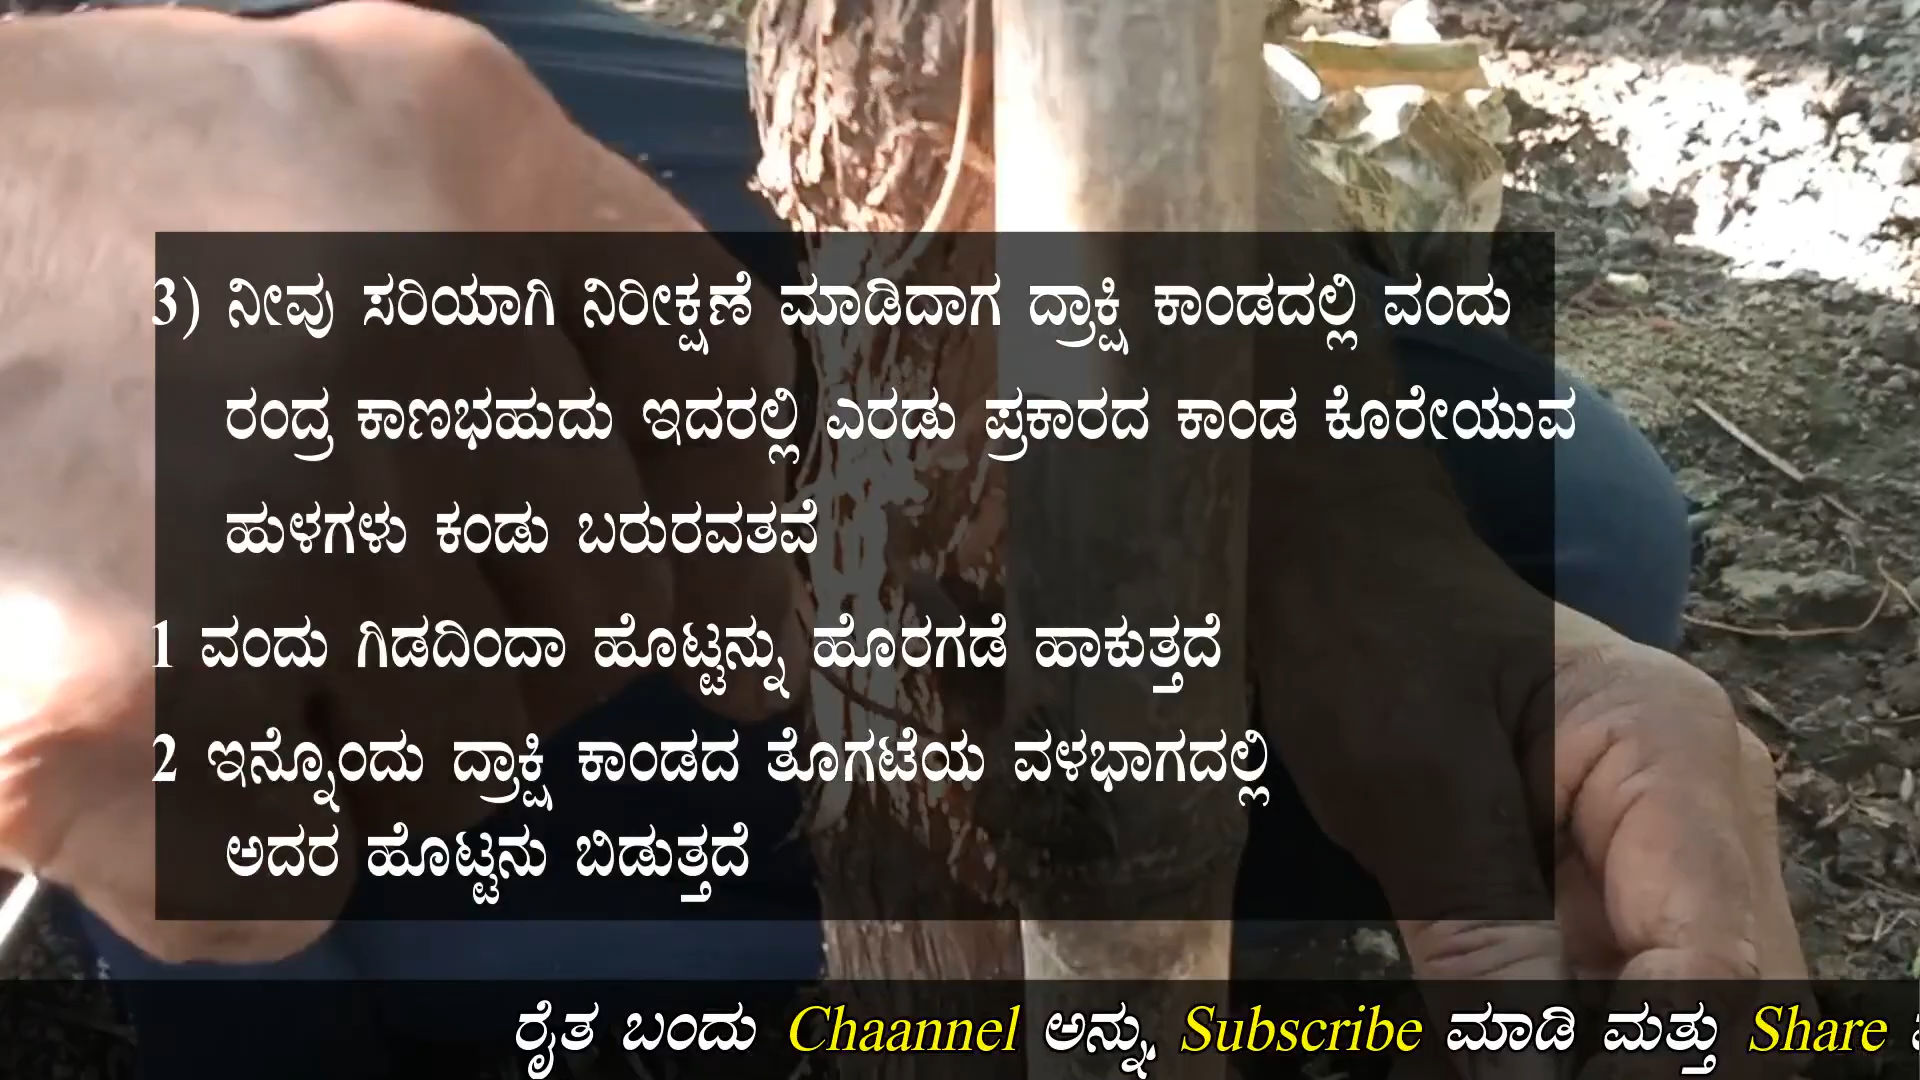 3) ನೀವು ಸರಿಯಾಗಿ ನಿರೀಕ್ಷಣೆ ಮಾಡಿದಾಗ ದ್ರಾಕ್ಷಿ ಕಾಂಡದಲ್ಲಿ ವಂದು
ರಂದ್ರ ಕಾಣಭಹುದು ಇದರಲ್ಲಿ ಎರಡು ಪ್ರಕಾರದ ಕಾಂಡ ಕೊರೇಯುವ
ಹುಳಗಳು ಕಂಡು ಬರುರವತವೆ
1 ವಂದು ಗಿಡದಿಂದಾ ಹೊಟ್ಟನ್ನು ಹೊರಗಡೆ ಹಾಕುತ್ತದೆ
2 ಇನ್ನೊಂದು ದ್ರಾಕ್ಷಿ ಕಾಂಡದ ತೊಗಟೆಯ ವಳಭಾಗದಲ್ಲಿ
ಅದರ ಹೊಟ್ಟನು ಬಿಡುತ್ತದೆ
ರೈತ ಬಂದು Chaannel ಅನ್ನು Subscribe ಮಾಡಿ ಮತ್ತು Share